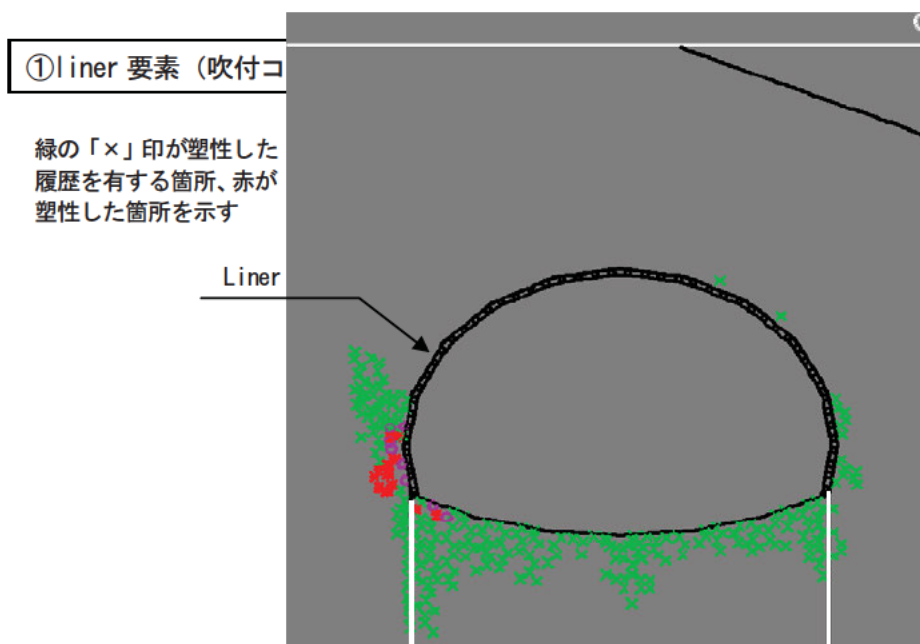 ①liner 要素（吹付コ
緑の「×」印が塑性した
履歴を有する箇所、赤が
塑性した箇所を示す
Liner